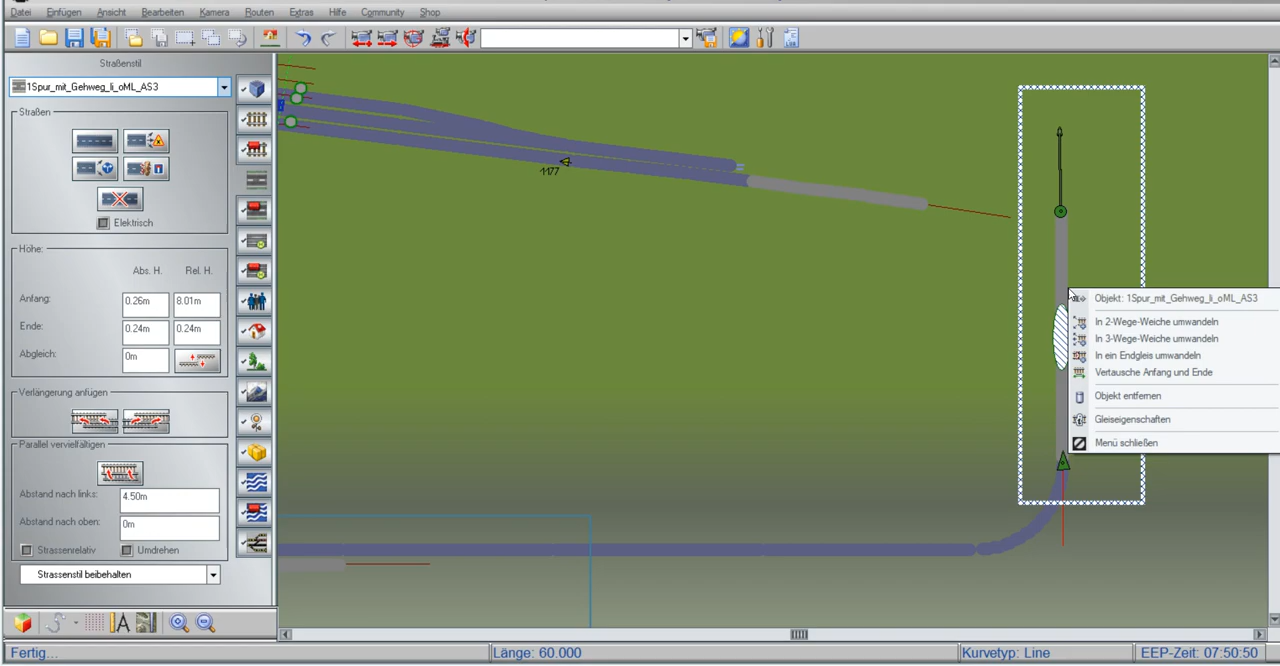 Datei Einfügen Ansicht Bearbeiten Kamera Routen Extras Hilfe Community Shop
Straßenstil
1Spur_mit_Gehweg_li_oML_AS3
Straßen
Elektrisch
Höhe:
Abs. H. Rel. H.
Anfang: 0.26m 8.01m
Ende: 0.24m 0.24m
Abgleich: 0m
Verlängerung anfügen
Parallel vervielfältigen
Abstand nach links: 4.50m
Abstand nach oben: 0m
Strassenrelativ Umdrehen
Strassenstil beibehalten
1177
Objekt: 1Spur_mit_Gehweg_li_oML_AS3
In 2-Wege-Weiche umwandeln
In 3-Wege-Weiche umwandeln
In ein Endgleis umwandeln
Vertausche Anfang und Ende
Objekt entfernen
Gleiseigenschaften
Menü schließen
Fertig... Länge: 60.000 Kurvetyp: Line EEP-Zeit: 07:50:50